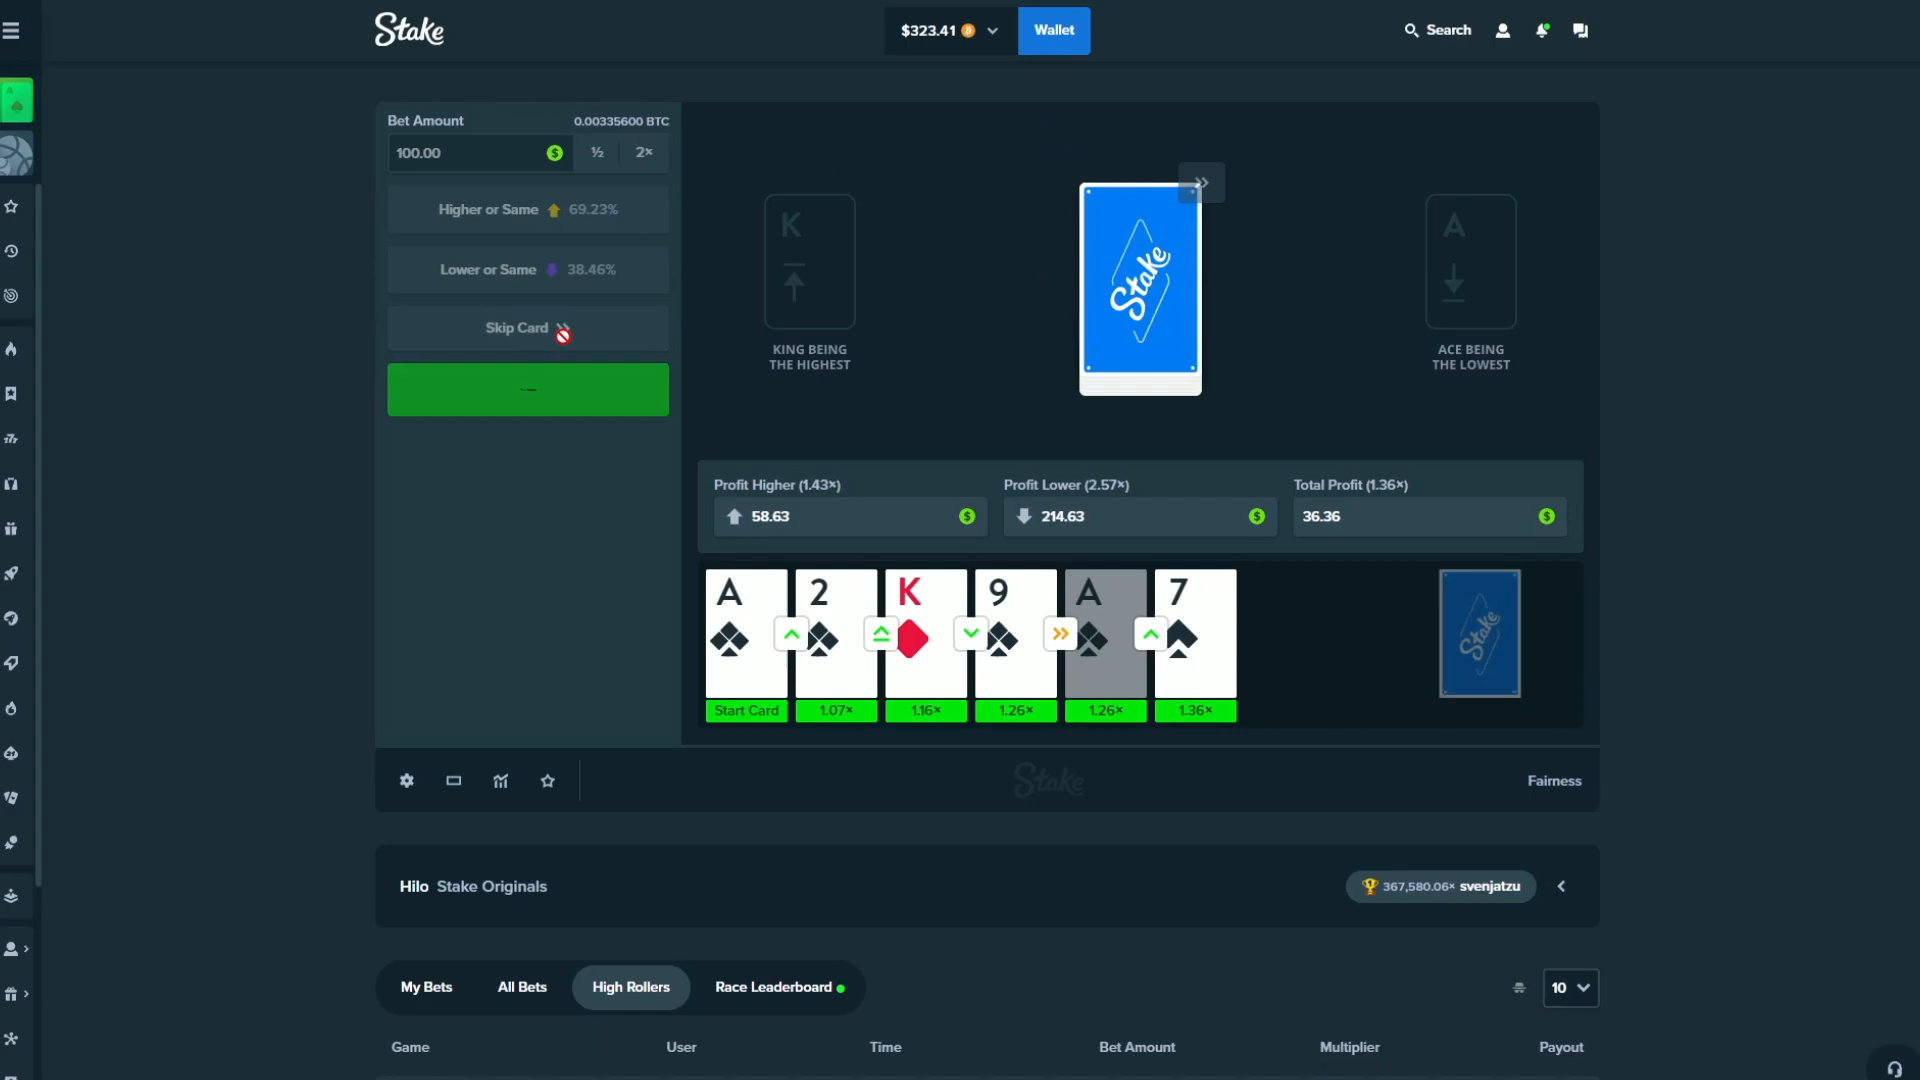 Stake
$323.41
Wallet
Search
Bet Amount
0.00335600 BTC
100.00
½
2×
Higher or Same
69.23%
Lower or Same
38.46%
Skip Card
K
KING BEING
THE HIGHEST
Stake
A
ACE BEING
THE LOWEST
Profit Higher (1.43×)
Profit Lower (2.57×)
Total Profit (1.36×)
58.63
214.63
36.36
A
2
K
9
A
7
Stake
Start Card
1.07×
1.16×
1.26×
1.26×
1.36×
Stake
Fairness
Hilo Stake Originals
367,580.06× svenjatzu
My Bets
All Bets
High Rollers
Race Leaderboard
10
Game
User
Time
Bet Amount
Multiplier
Payout